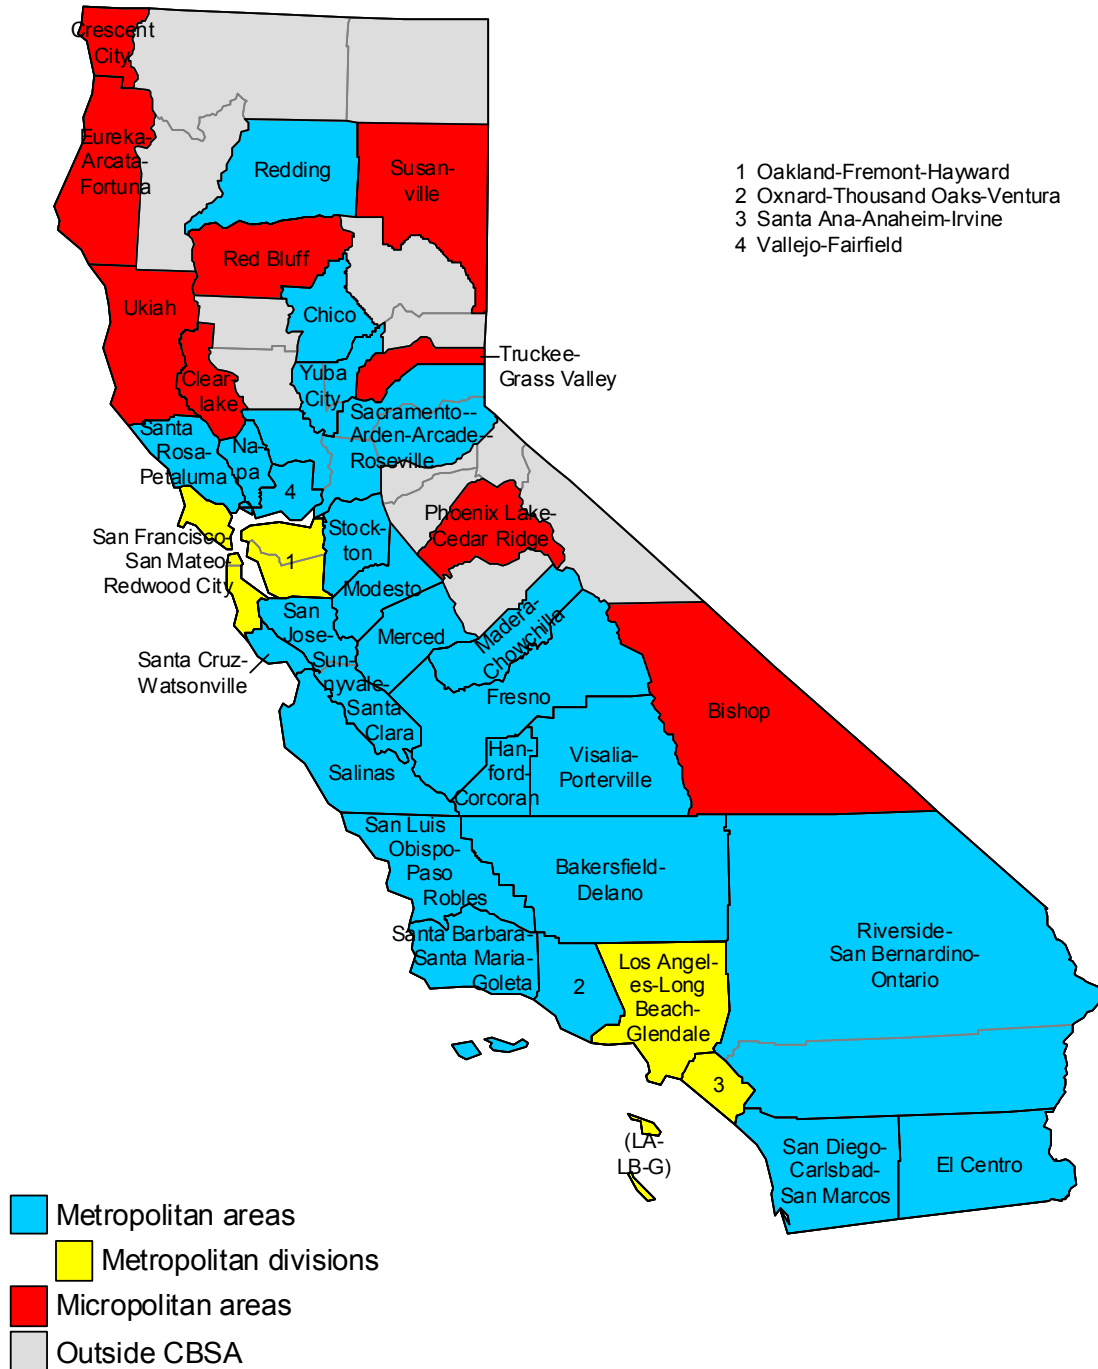 Crescent
City
Eureka-
Arcata-
Fortuna
Redding
Susan-
ville
1 Oakland-Fremont-Hayward
2 Oxnard-Thousand Oaks-Ventura
3 Santa Ana-Anaheim-Irvine
4 Vallejo-Fairfield
Red Bluff
Ukiah
Chico
Truckee-
Grass Valley
Clear-
lake
Yuba
City
Sacramento--
Arden-Arcade--
Roseville
Santa
Rosa-
Petaluma
Na-
pa
4
Phoenix Lake-
Cedar Ridge
San Francisco-
San Mateo-
Redwood City
1
Stock-
ton
Modesto
San
Jose-
Sun-
nyvale-
Santa
Clara
Merced
Madera-
Chowchilla
Santa Cruz-
Watsonville
Fresno
Bishop
Salinas
Han-
ford-
Corcoran
Visalia-
Porterville
San Luis
Obispo-
Paso
Robles
Bakersfield-
Delano
Santa Barbara-
Santa Maria-
Goleta
2
Los Angel-
es-Long
Beach-
Glendale
Riverside-
San Bernardino-
Ontario
3
(LA-
LB-G)
San Diego-
Carlsbad-
San Marcos
El Centro
Metropolitan areas
Metropolitan divisions
Micropolitan areas
Outside CBSA